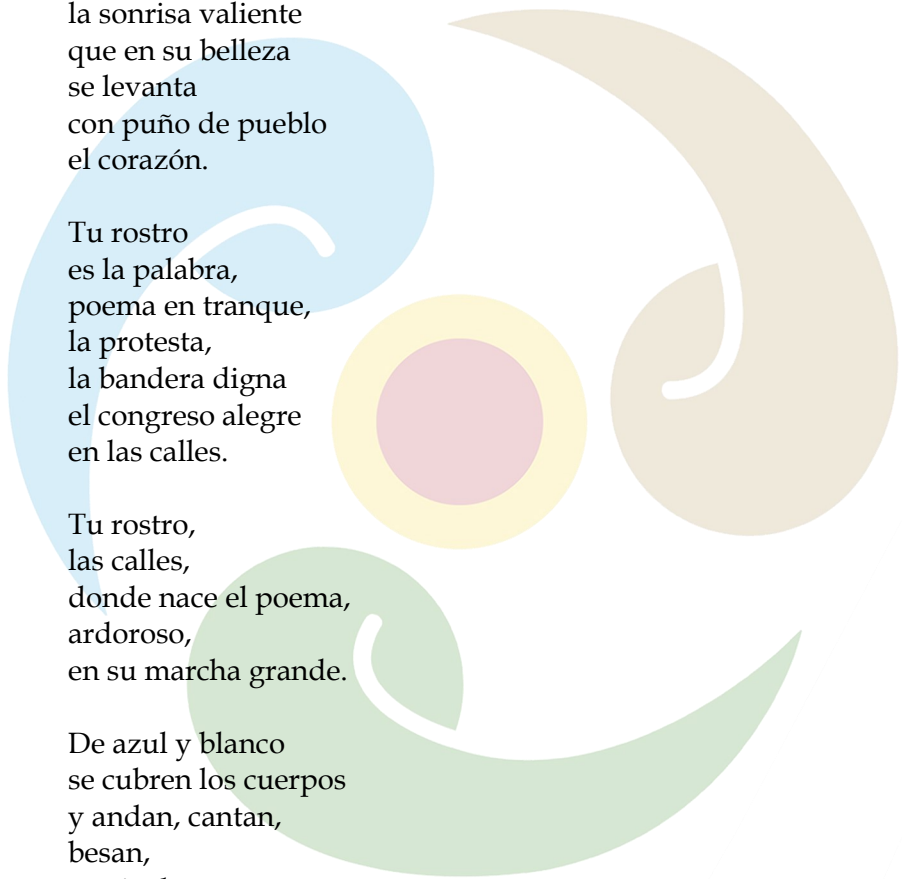 la sonrisa valiente
que en su belleza
se levanta
con puño de pueblo
el corazón.
Tu rostro
es la palabra,
poema en tranque,
la protesta,
la bandera digna
el congreso alegre
en las calles.
Tu rostro,
las calles,
donde nace el poema,
ardoroso,
en su marcha grande.
De azul y blanco
se cubren los cuerpos
y andan, cantan,
besan,